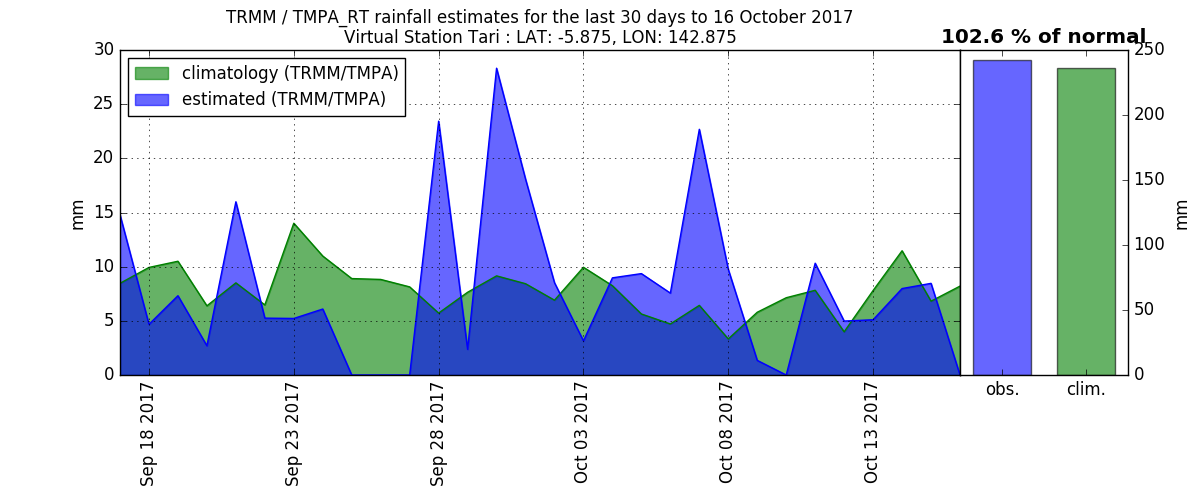 TRMM / TMPA_RT rainfall estimates for the last 30 days to 16 October 2017
Virtual Station Tari : LAT: -5.875, LON: 142.875
102.6 % of normal
climatology (TRMM/TMPA)
estimated (TRMM/TMPA)
30
25
20
15
10
5
0
mm
Sep 18 2017
Sep 23 2017
Sep 28 2017
Oct 03 2017
Oct 08 2017
Oct 13 2017
obs.
clim.
250
200
150
100
50
0
mm